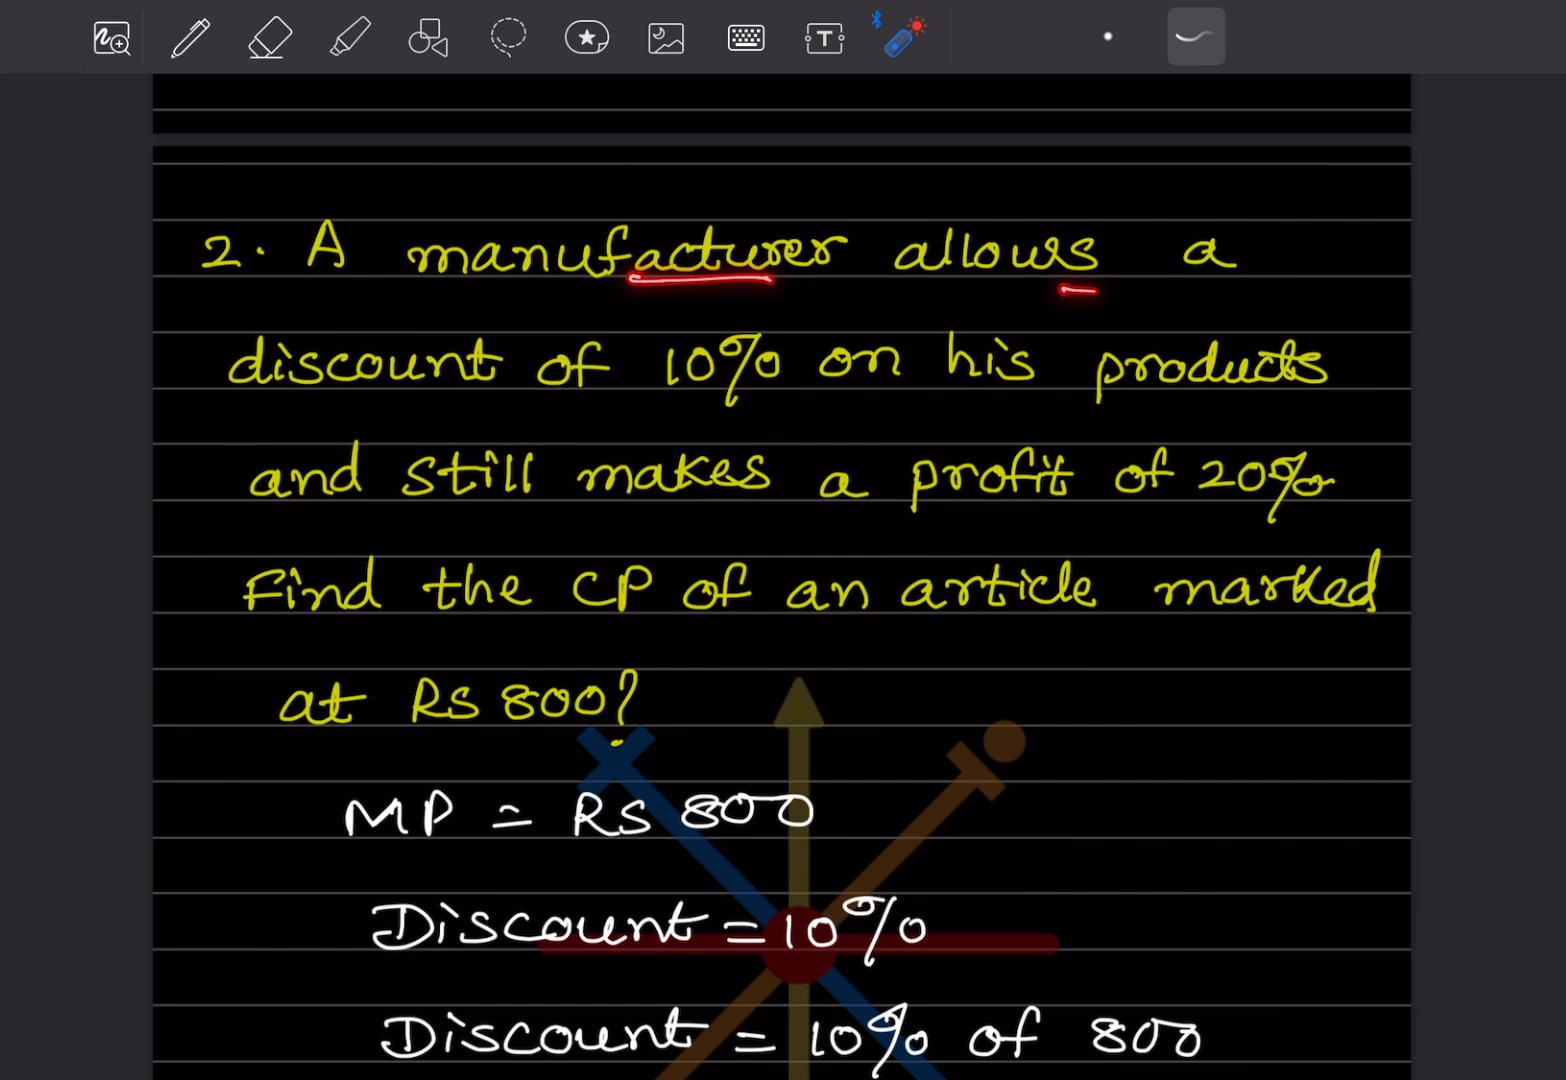 2. A manufacturer allows a
discount of 10% on his products
and still makes a profit of 20%
Find the CP of an article marked
at Rs 800?
MP = Rs 800
Discount = 10%
Discount = 10% of 800